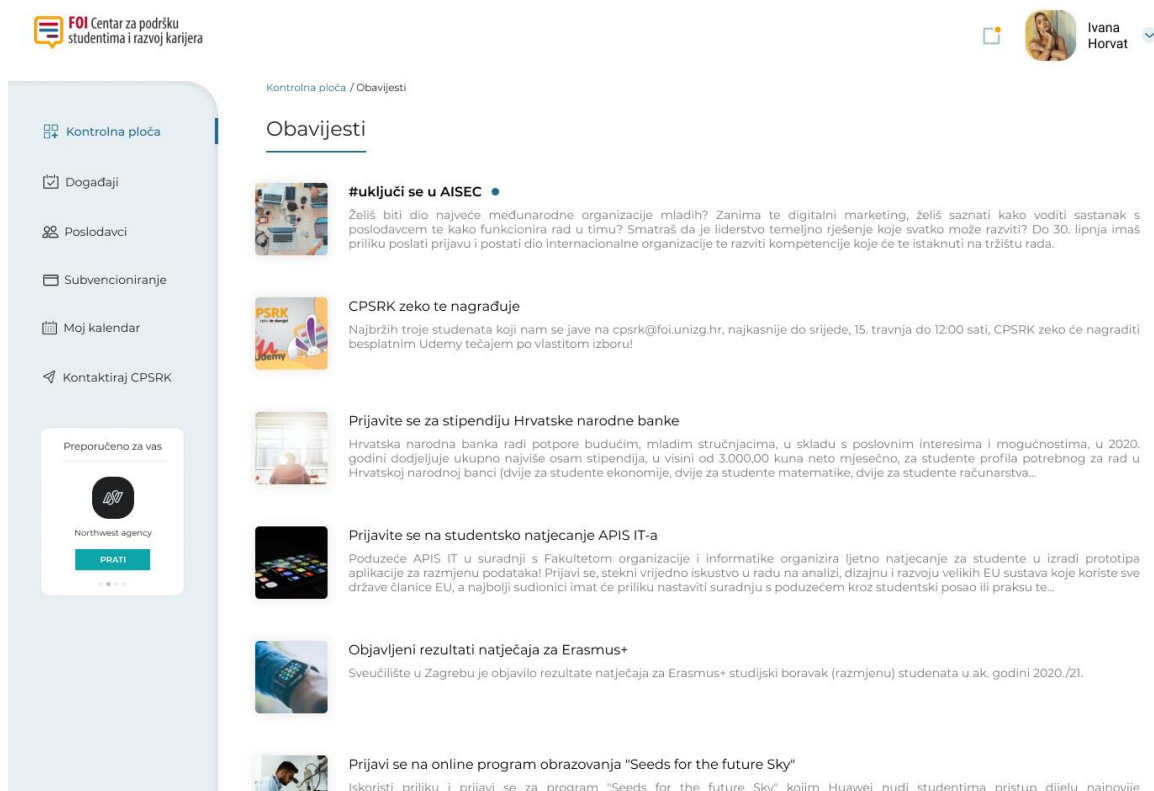 FOI Centar za podršku
studentima i razvoj karijera
Ivana
Horvat
Kontrolna ploča / Obavijesti
Kontrolna ploča
Događaji
Poslodavci
Subvencioniranje
Moj kalendar
Kontaktiraj CPSRK
Preporučeno za vas
Northwest agency
PRATI
Obavijesti
#uključi se u AISEC
Želiš biti dio najveće međunarodne organizacije mladih? Zanima te digitalni marketing, želiš saznati kako voditi sastanak s
poslodavcem te kako funkcionira rad u timu? Smatraš da je liderstvo temeljno rješenje koje svatko može razviti? Do 30. lipnja imaš
priliku poslati prijavu i postati dio internacionalne organizacije te razviti kompetencije koje će te istaknuti na tržištu rada.
PSRK
zeko te daruje!
Udemy
CPSRK zeko te nagrađuje
Najbržih troje studenata koji nam se jave na cpsrk@foi.unizg.hr, najkasnije do srijede, 15. travnja do 12:00 sati, CPSRK zeko će nagraditi
besplatnim Udemy tečajem po vlastitom izboru!
Prijavite se za stipendiju Hrvatske narodne banke
Hrvatska narodna banka radi potpore budućim, mladim stručnjacima, u skladu s poslovnim interesima i mogućnostima, u 2020.
godini dodjeljuje ukupno najviše osam stipendija, u visini od 3.000,00 kuna neto mjesečno, za studente profila potrebnog za rad u
Hrvatskoj narodnoj banci (dvije za studente ekonomije, dvije za studente matematike, dvije za studente računarstva...
Prijavite se na studentsko natjecanje APIS IT-a
Poduzeće APIS IT u suradnji s Fakultetom organizacije i informatike organizira ljetno natjecanje za studente u izradi prototipa
aplikacije za razmjenu podataka! Prijavi se, stekni vrijedno iskustvo u radu na analizi, dizajnu i razvoju velikih EU sustava koje koriste sve
države članice EU, a najbolji sudionici imat će priliku nastaviti suradnju s poduzećem kroz studentski posao ili praksu te...
Objavljeni rezultati natječaja za Erasmus+
Sveučilište u Zagrebu je objavilo rezultate natječaja za Erasmus+ studijski boravak (razmjenu) studenata u ak. godini 2020./21.
Prijavi se na online program obrazovanja "Seeds for the future Sky"
Iskoristi priliku i prijavi se za program "Seeds for the future Sky" kojim Huawei nudi studentima pristup dijelu najnovije